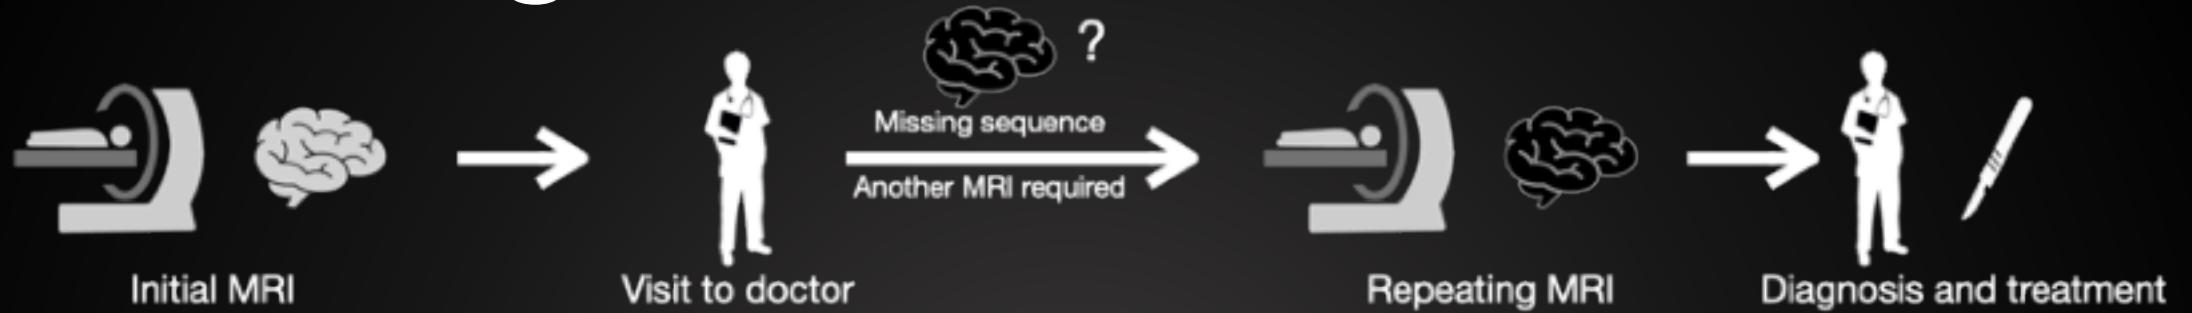 ?
Missing sequence
Another MRI required
Initial MRI
Visit to doctor
Repeating MRI
Diagnosis and treatment